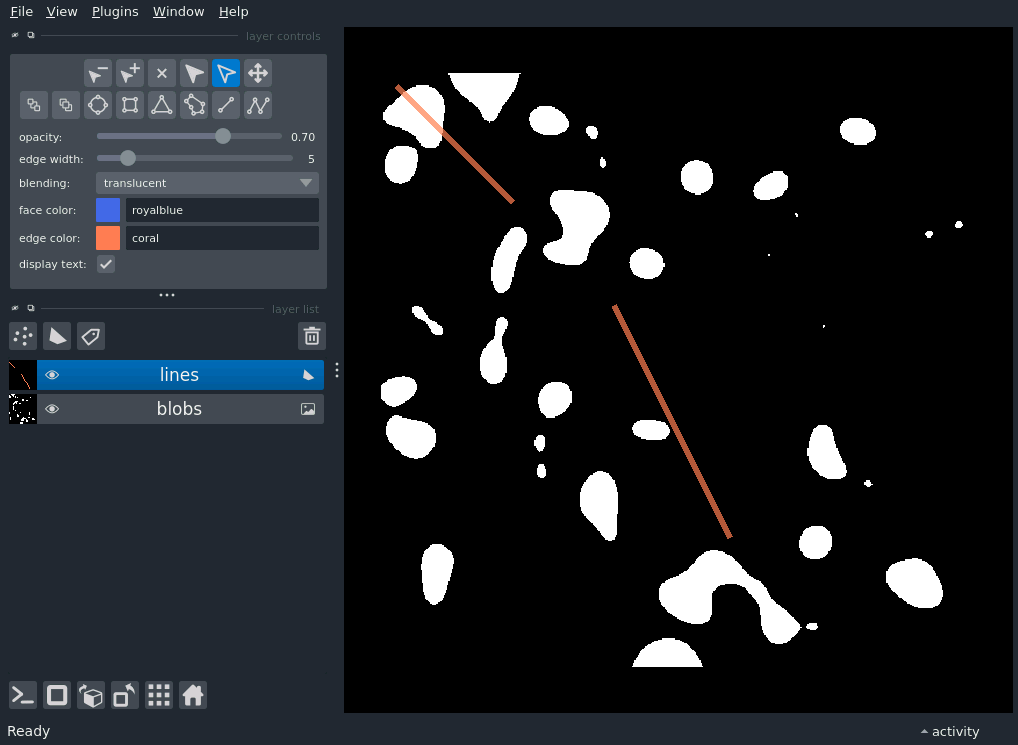 File View Plugins Window Help
layer controls
opacity: 0.70
edge width: 5
blending: translucent
face color: royalblue
edge color: coral
display text:
layer list
lines
blobs
Ready
activity